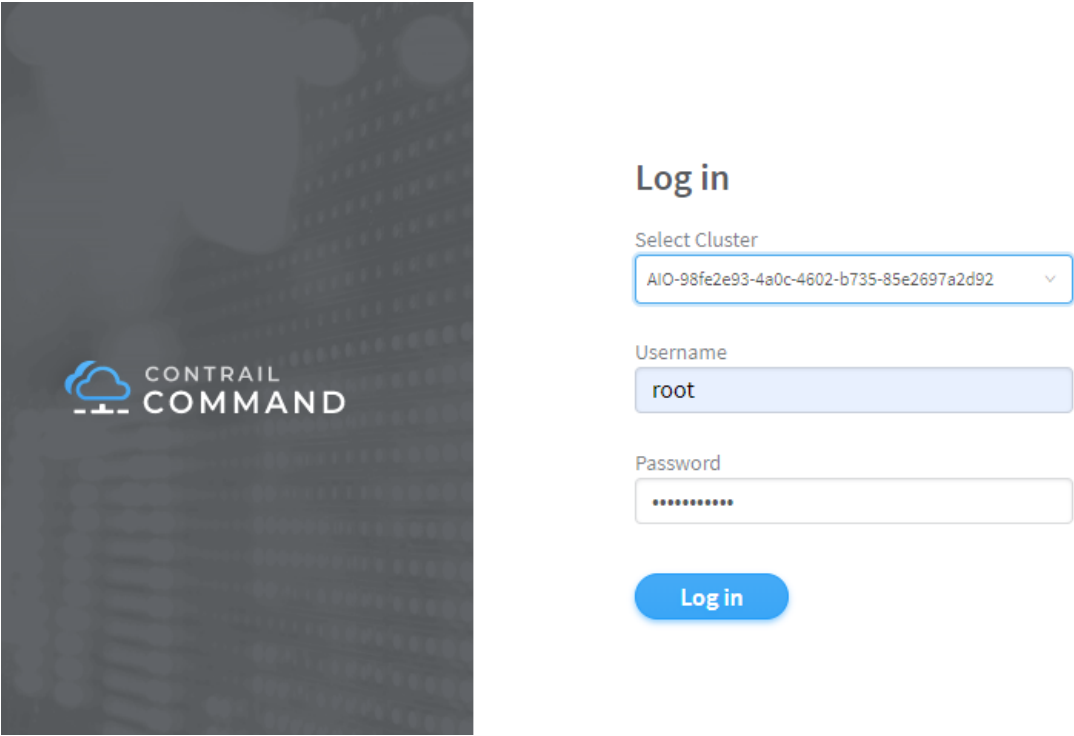 CONTRAIL
COMMAND
Log in
Select Cluster
AIO-98fe2e93-4a0c-4602-b735-85e2697a2d92
Username
root
Password
•••••••••••
Log in